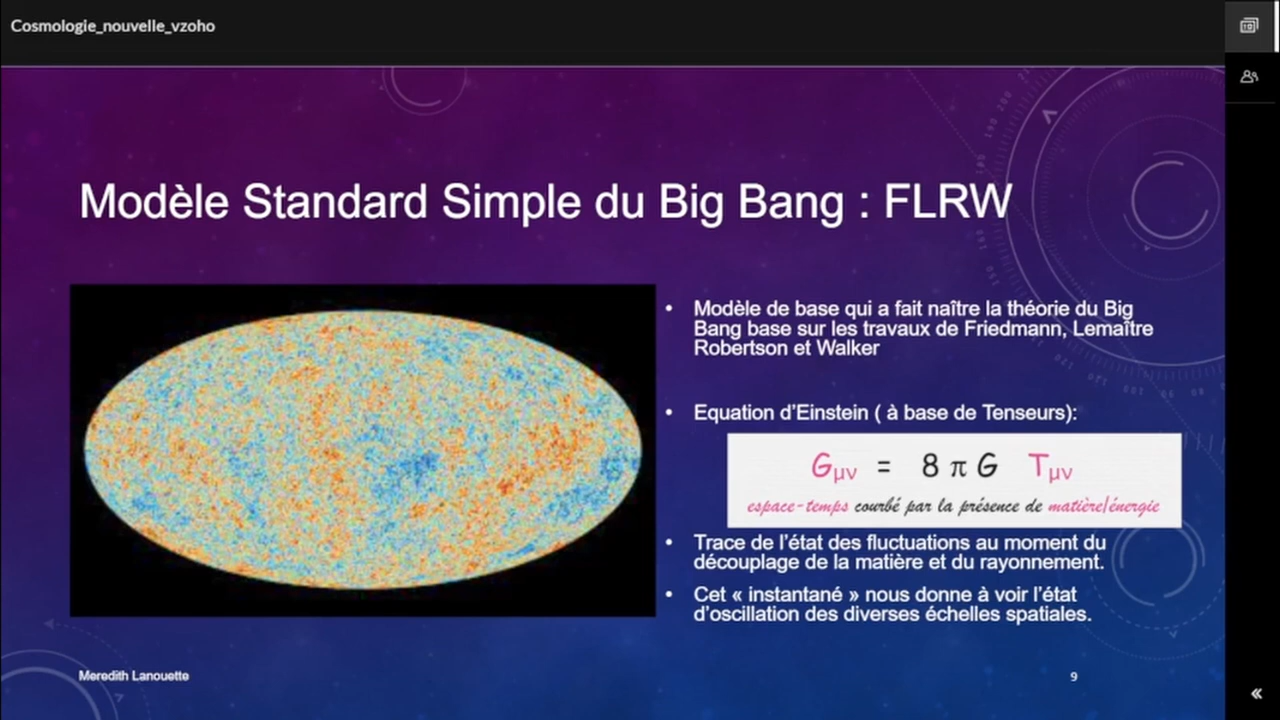 Cosmologie_nouvelle_vzoho
Modèle Standard Simple du Big Bang : FLRW
• Modèle de base qui a fait naître la théorie du Big
Bang base sur les travaux de Friedmann, Lemaître
Robertson et Walker
• Equation d'Einstein ( à base de Tenseurs):
Gμν = 8 π G Tμν
espace-temps courbé par la présence de matière/énergie
• Trace de l'état des fluctuations au moment du
découplage de la matière et du rayonnement.
• Cet « instantané » nous donne à voir l'état
d'oscillation des diverses échelles spatiales.
Meredith Lanouette
9